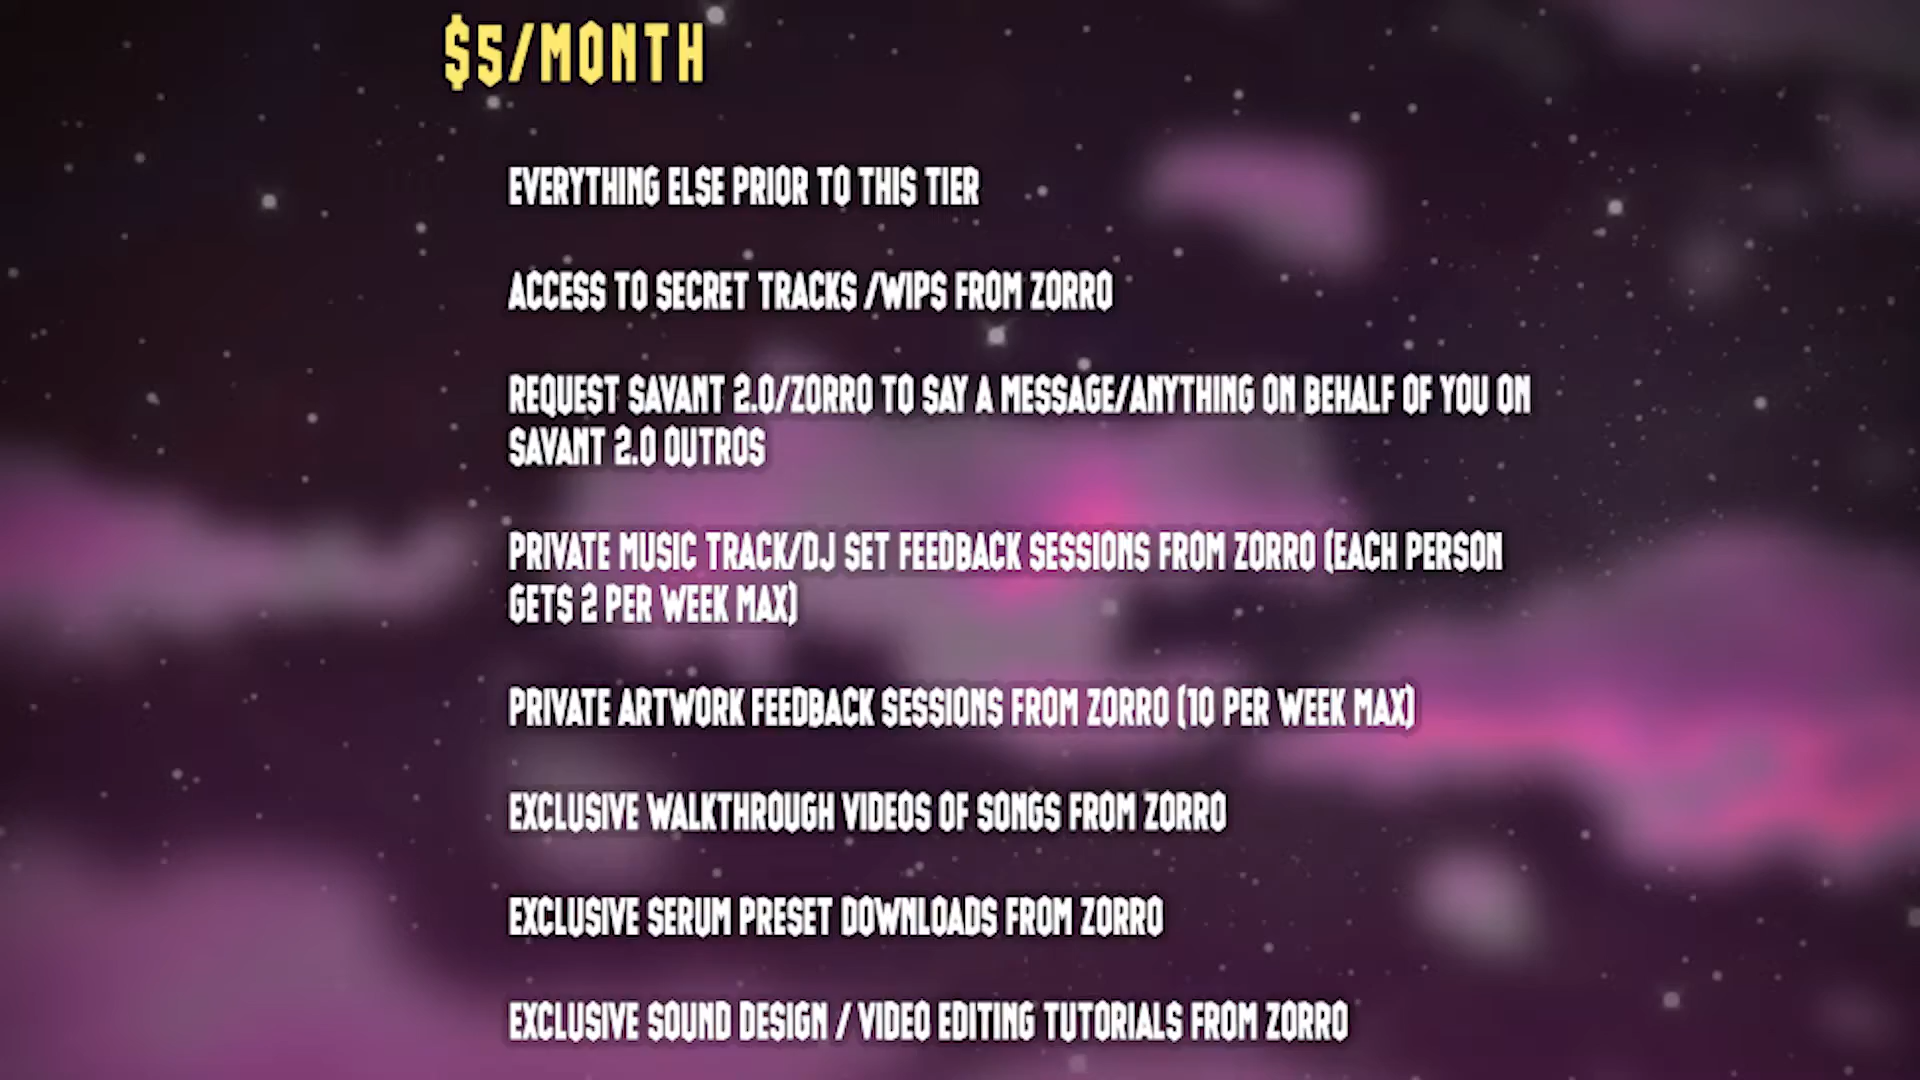 $5/MONTH
EVERYTHING ELSE PRIOR TO THIS TIER
ACCESS TO SECRET TRACKS /WIPS FROM ZORRO
REQUEST SAVANT 2.0/ZORRO TO SAY A MESSAGE/ANYTHING ON BEHALF OF YOU ON
SAVANT 2.0 OUTROS
PRIVATE MUSIC TRACK/DJ SET FEEDBACK SESSIONS FROM ZORRO (EACH PERSON
GETS 2 PER WEEK MAX)
PRIVATE ARTWORK FEEDBACK SESSIONS FROM ZORRO (10 PER WEEK MAX)
EXCLUSIVE WALKTHROUGH VIDEOS OF SONGS FROM ZORRO
EXCLUSIVE SERUM PRESET DOWNLOADS FROM ZORRO
EXCLUSIVE SOUND DESIGN / VIDEO EDITING TUTORIALS FROM ZORRO